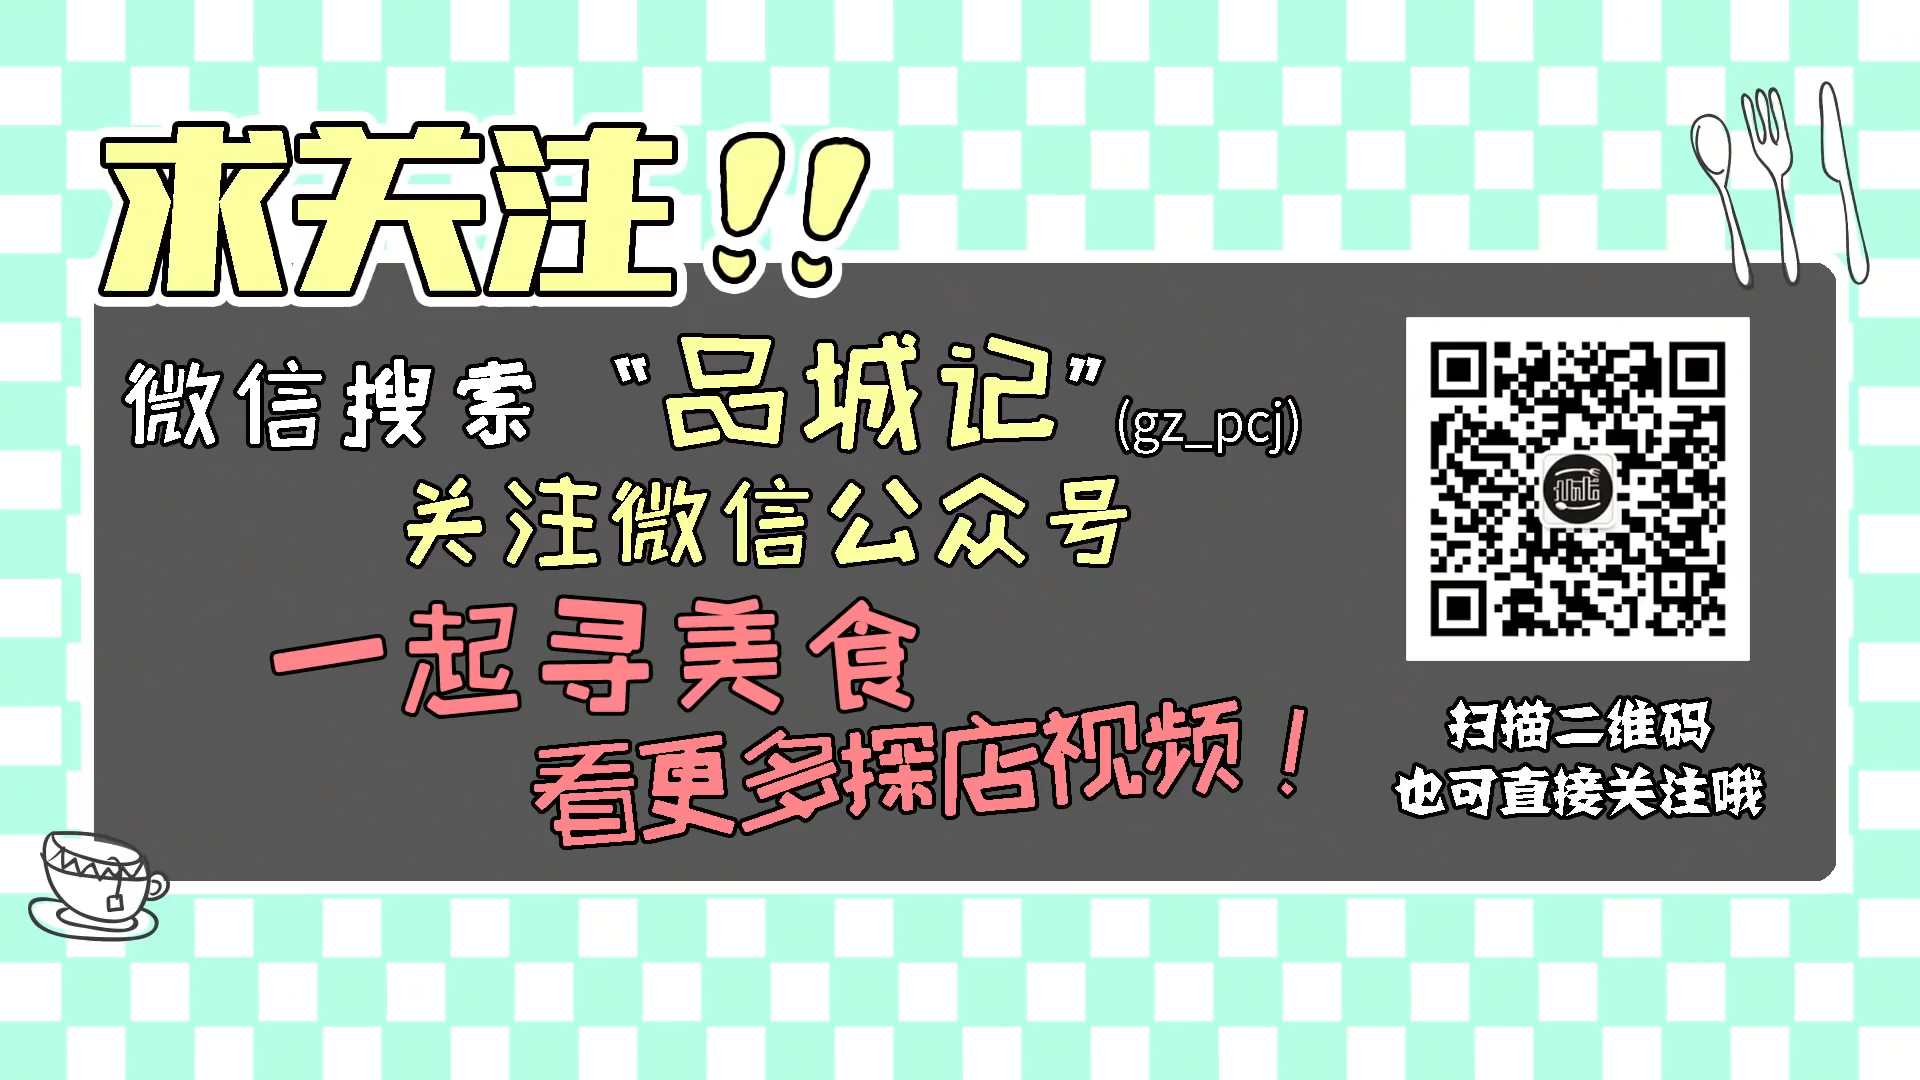 求关注!!
微信搜索 “品城记”(gz_pcj)
关注微信公众号
一起寻美食
看更多探店视频！
扫描二维码
也可直接关注哦